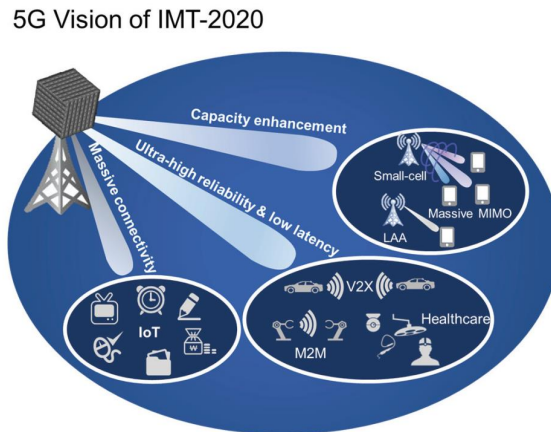 5G Vision of IMT-2020
Capacity enhancement
Ultra-high reliability & low latency
Massive connectivity
Small-cell
Massive MIMO
LAA
IoT
₩
V2X
Healthcare
M2M